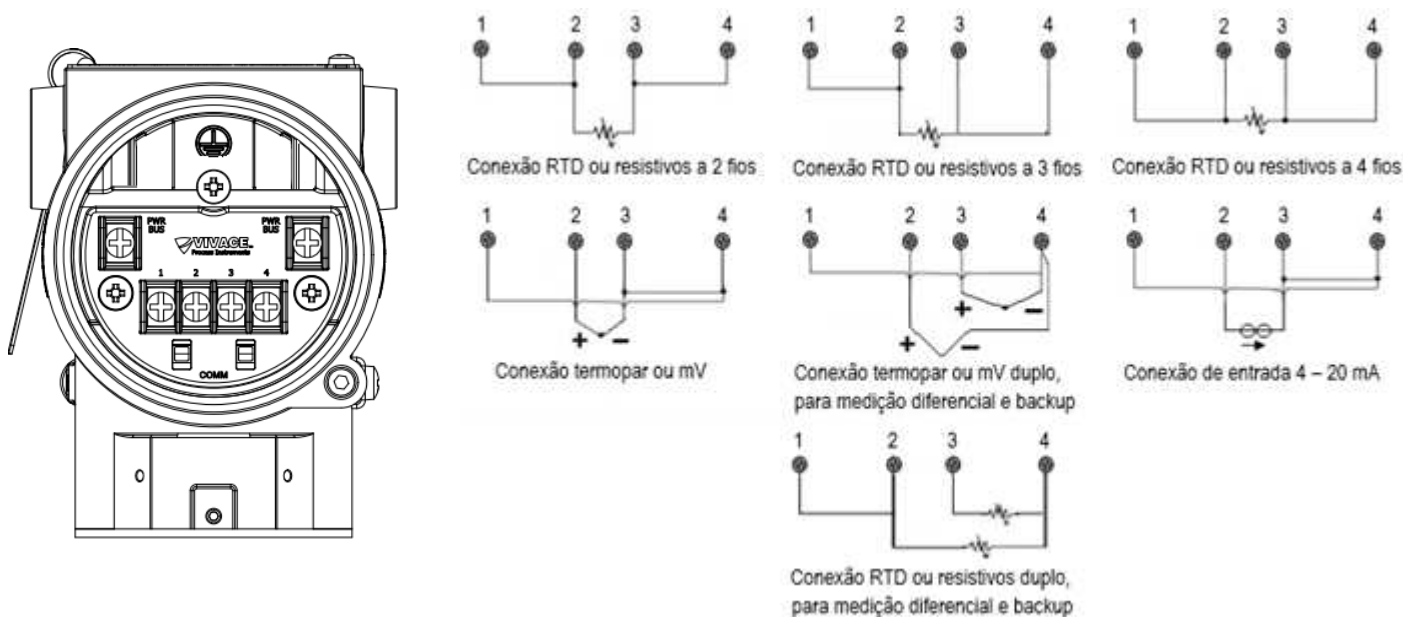 PWR
BUS
PWR
BUS
VIVACE
Process Instruments
1 2 3 4
COMM
1 2 3 4
Conexão RTD ou resistivos a 2 fios
1 2 3 4
Conexão RTD ou resistivos a 3 fios
1 2 3 4
Conexão RTD ou resistivos a 4 fios
1 2 3 4
+ –
Conexão termopar ou mV
1 2 3 4
+ –
+ –
Conexão termopar ou mV duplo,
para medição diferencial e backup
1 2 3 4
Conexão de entrada 4 – 20 mA
1 2 3 4
Conexão RTD ou resistivos duplo,
para medição diferencial e backup